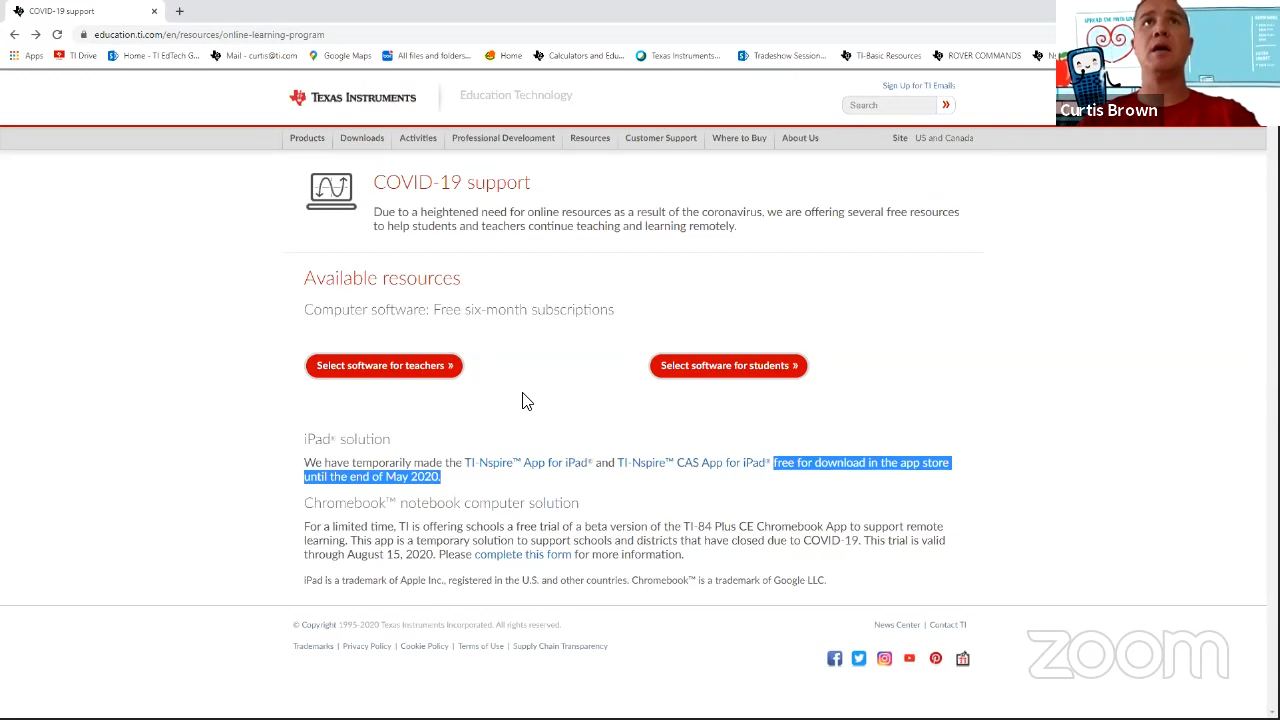 COVID-19 support
education.ti.com/en/resources/online-learning-program
Apps TI Drive Home - TI EdTech G... Mail - curtis@ti.com Google Maps All files and folders... Home Calculators and Edu... Texas Instruments... Tradeshow Session... TI-Basic Resources ROVER COMMANDS
Curtis Brown
TEXAS INSTRUMENTS Education Technology
Sign Up for TI Emails
Search
Products Downloads Activities Professional Development Resources Customer Support Where to Buy About Us Site US and Canada
COVID-19 support
Due to a heightened need for online resources as a result of the coronavirus, we are offering several free resources
to help students and teachers continue teaching and learning remotely.
Available resources
Computer software: Free six-month subscriptions
Select software for teachers » Select software for students »
iPad® solution
We have temporarily made the TI-Nspire™ App for iPad® and TI-Nspire™ CAS App for iPad® free for download in the app store
until the end of May 2020.
Chromebook™ notebook computer solution
For a limited time, TI is offering schools a free trial of a beta version of the TI-84 Plus CE Chromebook App to support remote
learning. This app is a temporary solution to support schools and districts that have closed due to COVID-19. This trial is valid
through August 15, 2020. Please complete this form for more information.
iPad is a trademark of Apple Inc., registered in the U.S. and other countries. Chromebook™ is a trademark of Google LLC.
© Copyright 1995-2020 Texas Instruments Incorporated. All rights reserved. News Center | Contact TI
Trademarks | Privacy Policy | Cookie Policy | Terms of Use | Supply Chain Transparency
zoom